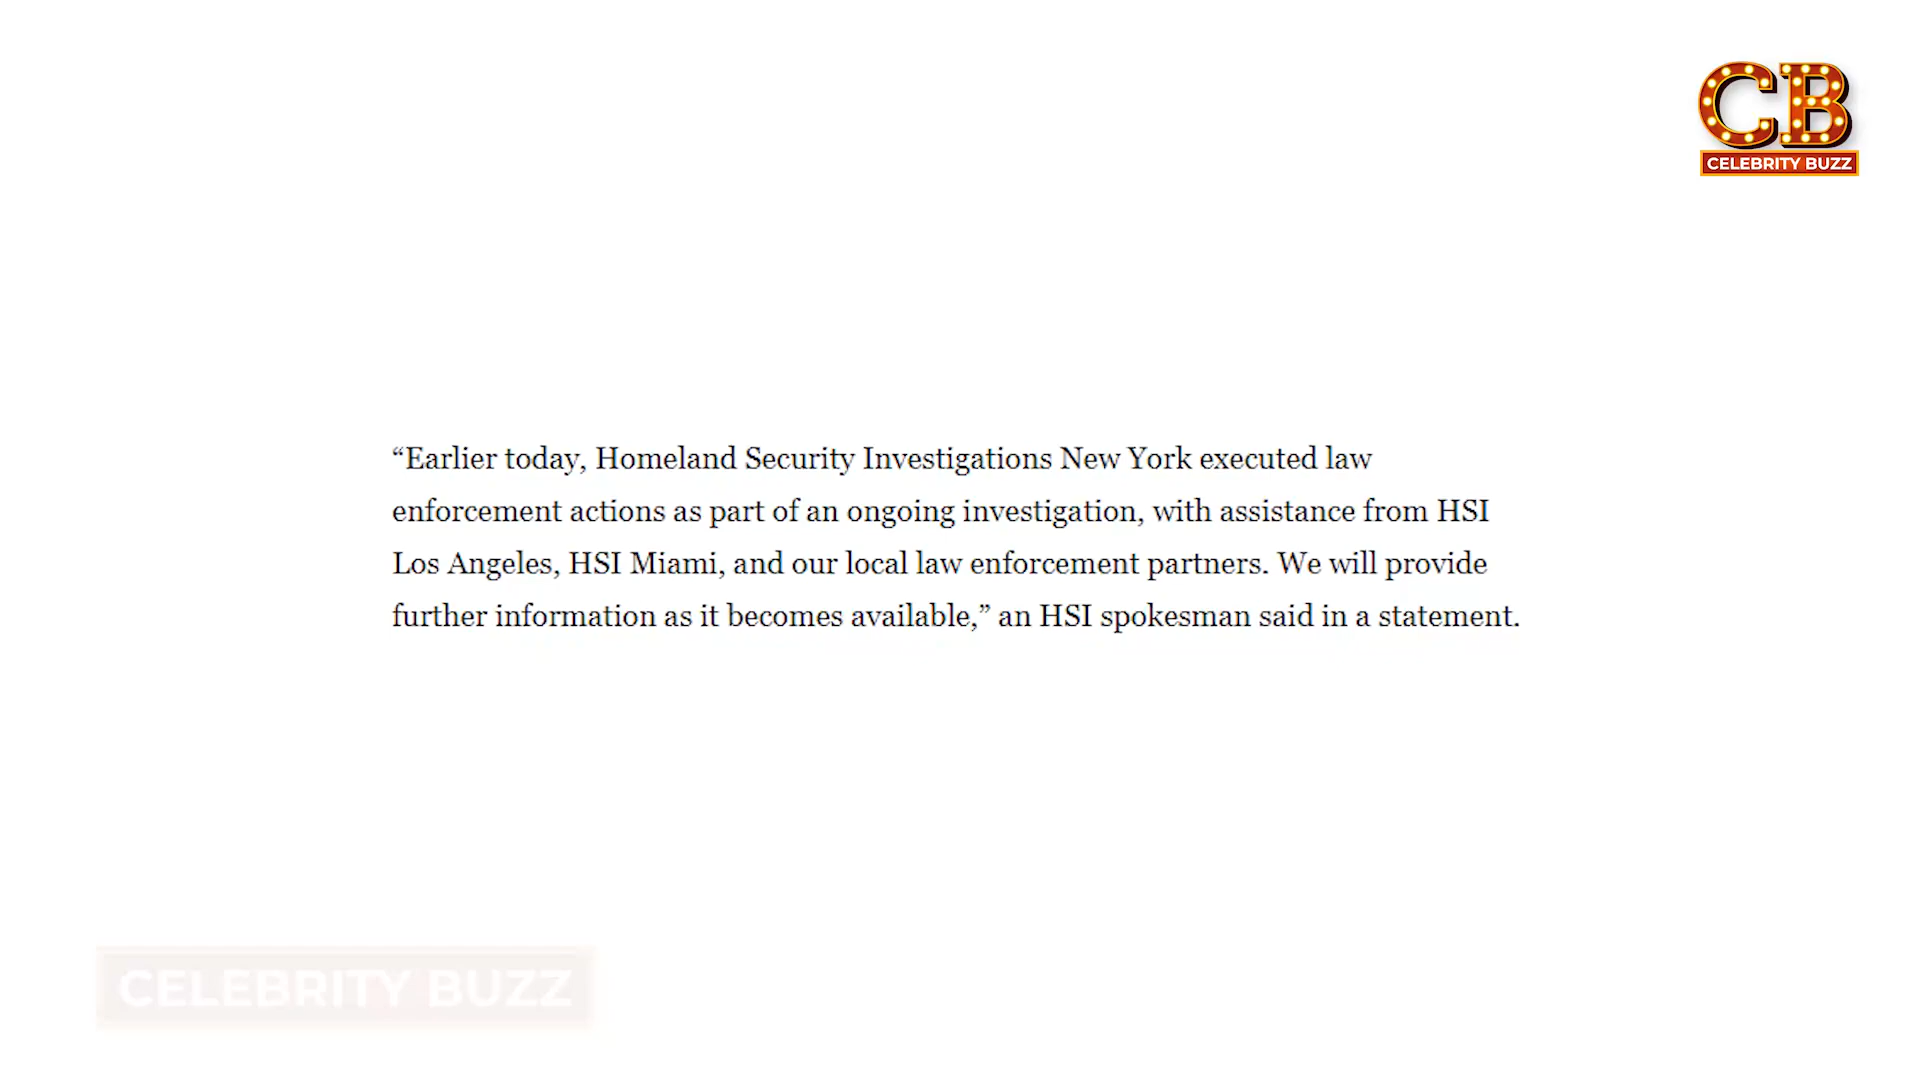 CB
CELEBRITY BUZZ
“Earlier today, Homeland Security Investigations New York executed law
enforcement actions as part of an ongoing investigation, with assistance from HSI
Los Angeles, HSI Miami, and our local law enforcement partners. We will provide
further information as it becomes available,” an HSI spokesman said in a statement.
CELEBRITY BUZZ